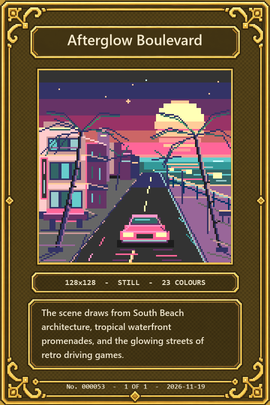 Afterglow Boulevard
128x128 - STILL - 23 COLOURS
The scene draws from South Beach
architecture, tropical waterfront
promenades, and the glowing streets of
retro driving games.
No. 000053 - 1 OF 1 - 2026-11-19